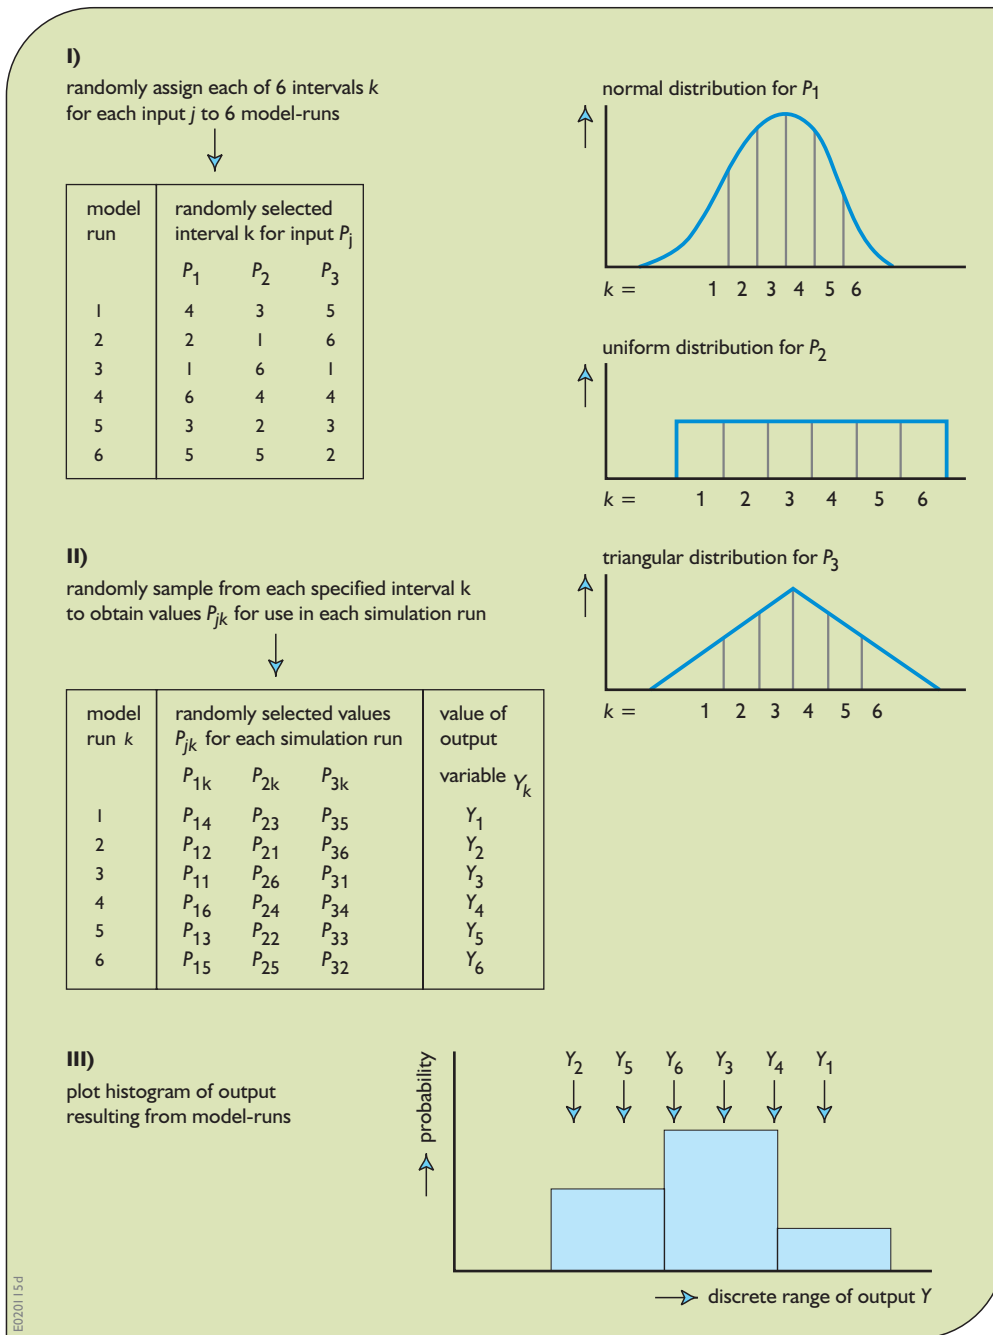 I)
randomly assign each of 6 intervals k
for each input j to 6 model-runs
model run
randomly selected
interval k for input Pj
P1 P2 P3
1 4 3 5
2 2 1 6
3 1 6 1
4 6 4 4
5 3 2 3
6 5 5 2
normal distribution for P1
k = 1 2 3 4 5 6
uniform distribution for P2
k = 1 2 3 4 5 6
triangular distribution for P3
k = 1 2 3 4 5 6
II)
randomly sample from each specified interval k
to obtain values Pjk for use in each simulation run
model
run k
randomly selected values
Pjk for each simulation run
value of
output
variable Yk
P1k P2k P3k
1 P14 P23 P35 Y1
2 P12 P21 P36 Y2
3 P11 P26 P31 Y3
4 P16 P24 P34 Y4
5 P13 P22 P33 Y5
6 P15 P25 P32 Y6
III)
plot histogram of output
resulting from model-runs
probability
Y2 Y5 Y6 Y3 Y4 Y1
discrete range of output Y
E020115d